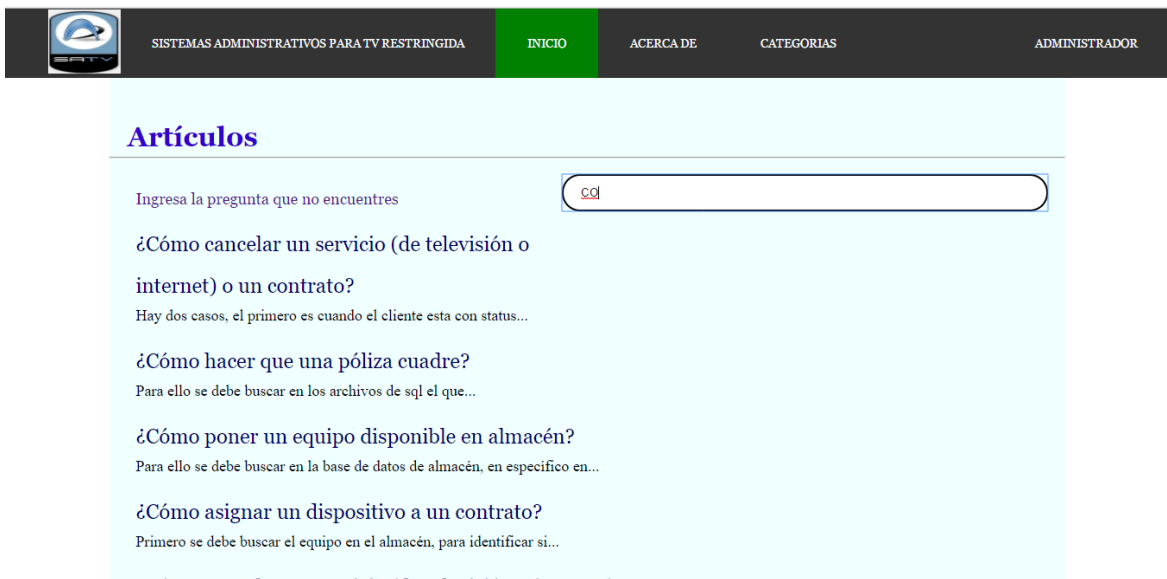 SATV
SISTEMAS ADMINISTRATIVOS PARA TV RESTRINGIDA
INICIO
ACERCA DE
CATEGORIAS
ADMINISTRADOR
Artículos
Ingresa la pregunta que no encuentres
co
¿Cómo cancelar un servicio (de televisión o
internet) o un contrato?
Hay dos casos, el primero es cuando el cliente esta con status...
¿Cómo hacer que una póliza cuadre?
Para ello se debe buscar en los archivos de sql el que...
¿Cómo poner un equipo disponible en almacén?
Para ello se debe buscar en la base de datos de almacén, en específico en...
¿Cómo asignar un dispositivo a un contrato?
Primero se debe buscar el equipo en el almacén, para identificar si...